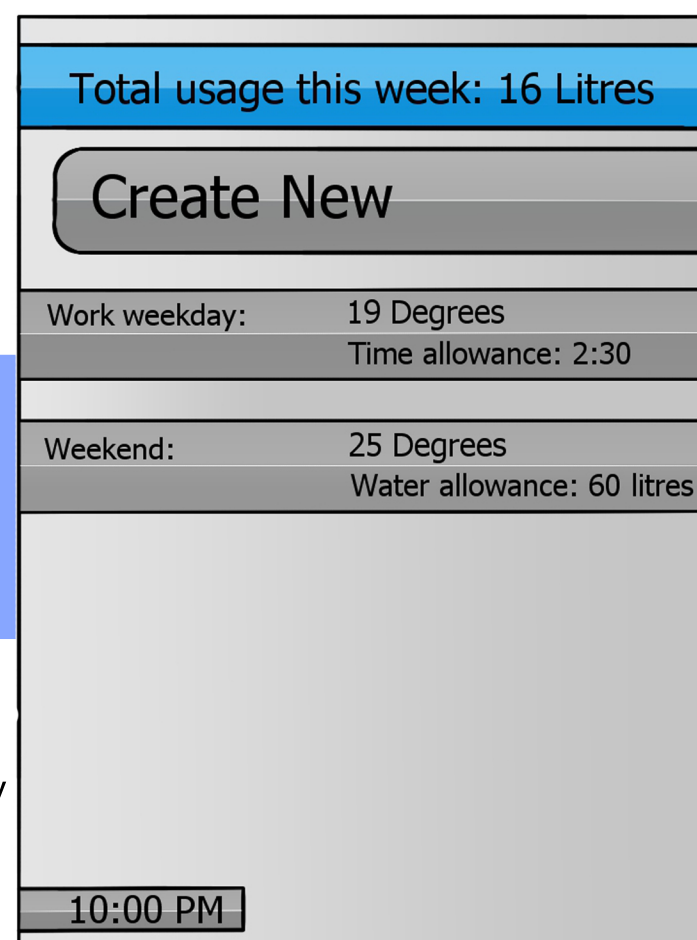 Total usage this week: 16 Litres
Create New
Work weekday: 19 Degrees
Time allowance: 2:30
Weekend: 25 Degrees
Water allowance: 60 litres
10:00 PM